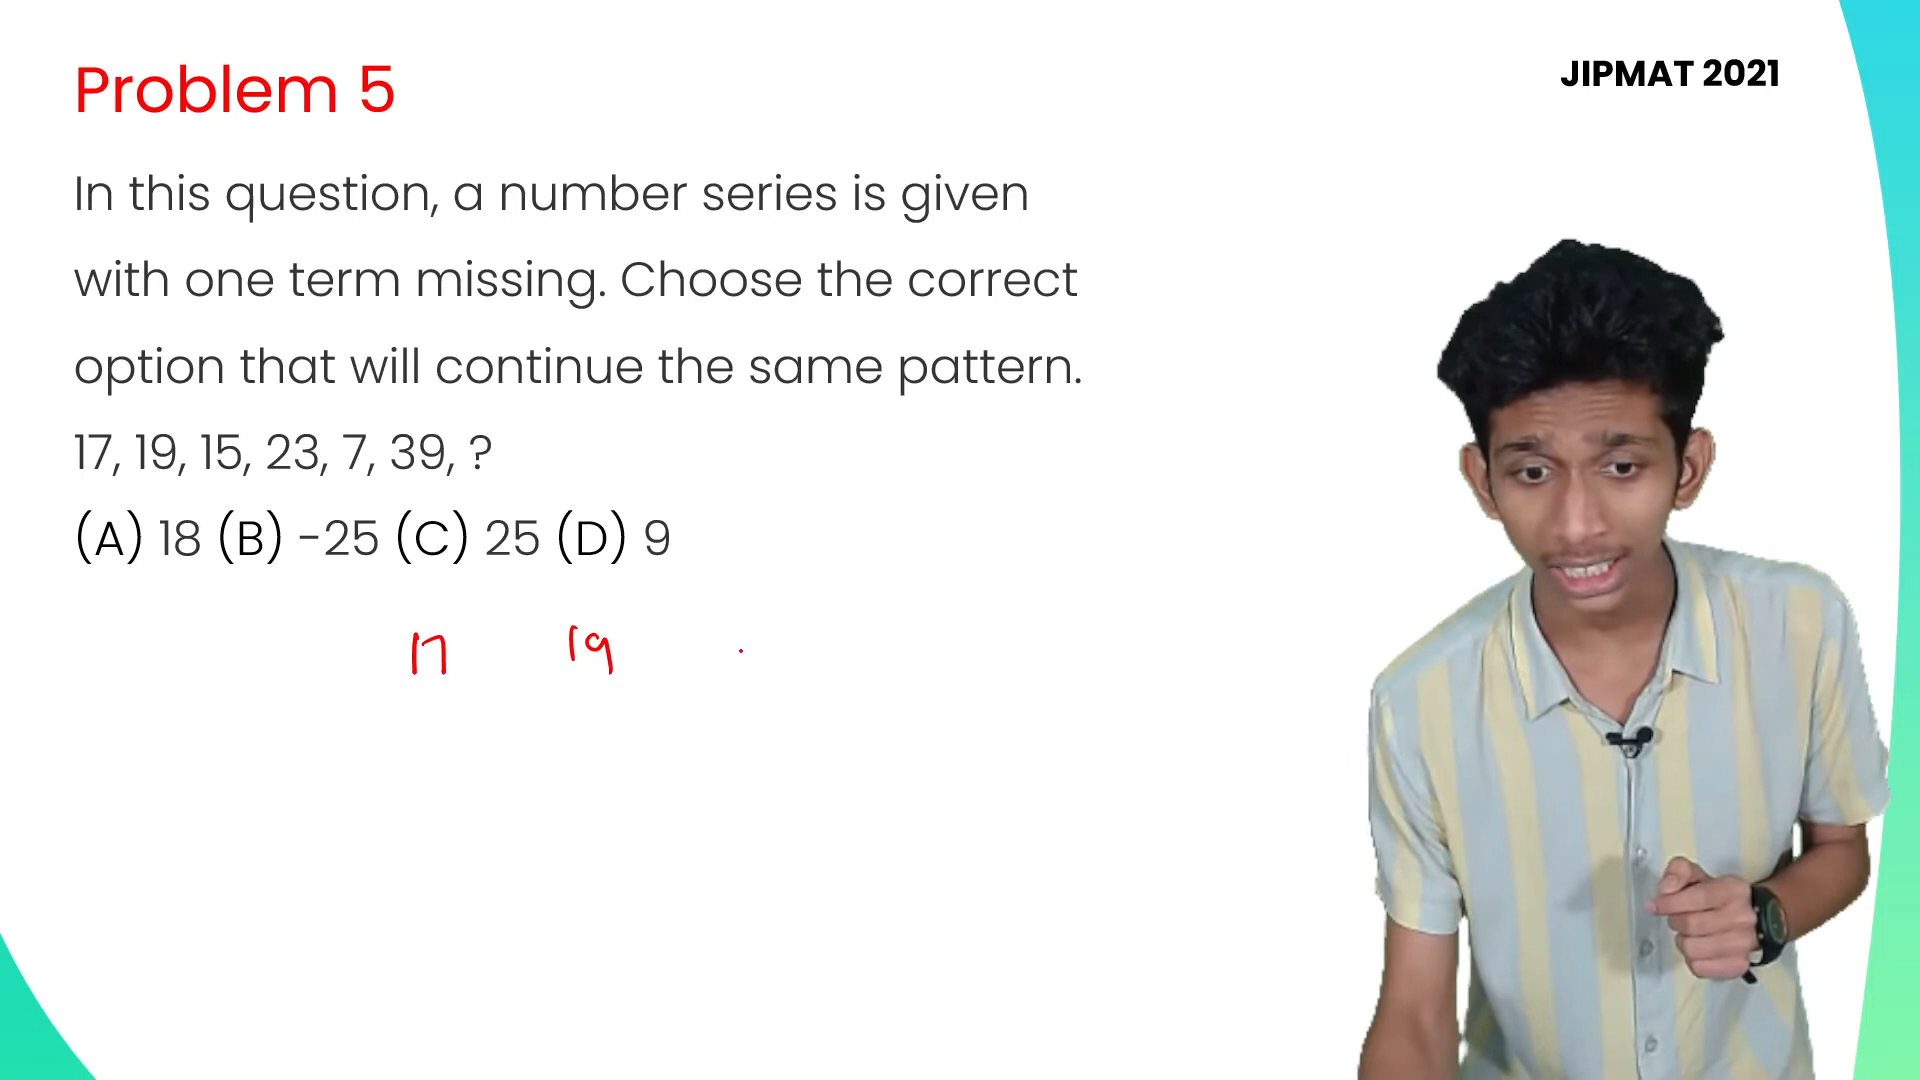 Problem 5
JIPMAT 2021
In this question, a number series is given
with one term missing. Choose the correct
option that will continue the same pattern.
17, 19, 15, 23, 7, 39, ?
(A) 18 (B) -25 (C) 25 (D) 9
17 19